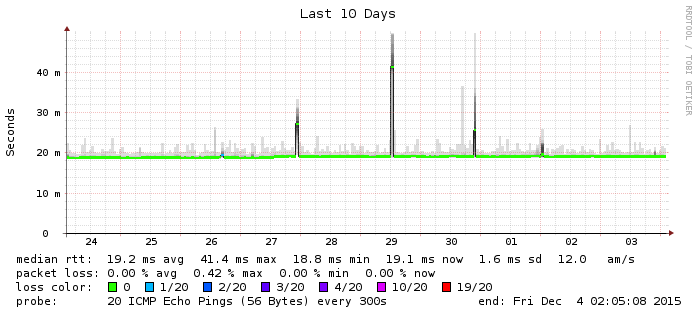 Last 10 Days
RRDTOOL / TOBI OETIKER
Seconds
40 m
30 m
20 m
10 m
0
24 25 26 27 28 29 30 01 02 03
median rtt: 19.2 ms avg 41.4 ms max 18.8 ms min 19.1 ms now 1.6 ms sd 12.0 am/s
packet loss: 0.00 % avg 0.42 % max 0.00 % min 0.00 % now
loss color: 0 1/20 2/20 3/20 4/20 10/20 19/20
probe: 20 ICMP Echo Pings (56 Bytes) every 300s end: Fri Dec 4 02:05:08 2015